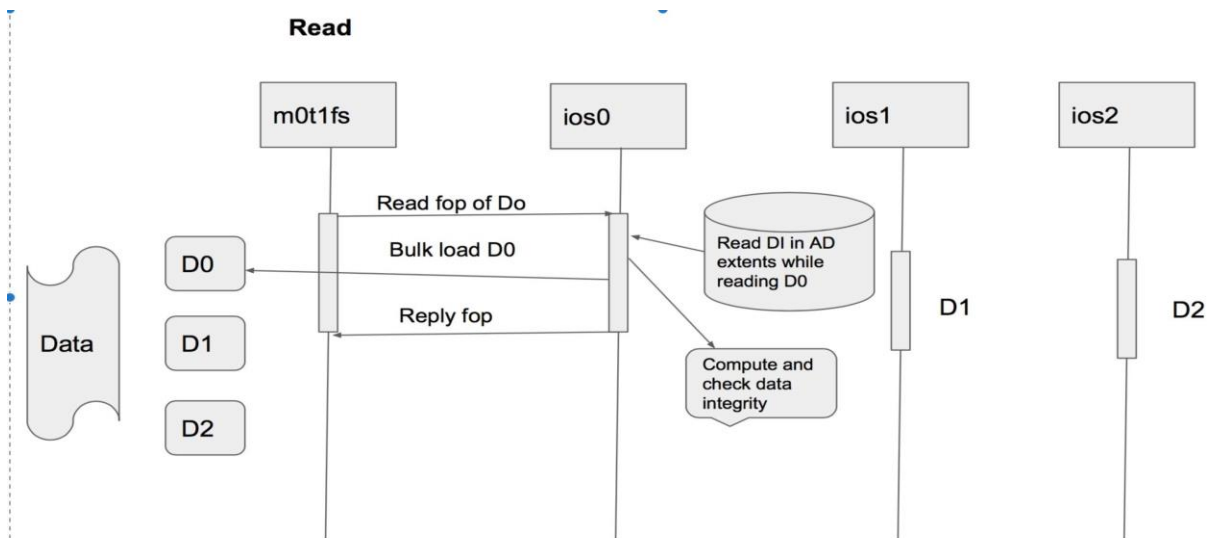 Read
m0t1fs
ios0
ios1
ios2
Read fop of Do
Bulk load D0
Reply fop
Read DI in AD
extents while
reading D0
Compute and
check data
integrity
Data
D0
D1
D2
D1
D2